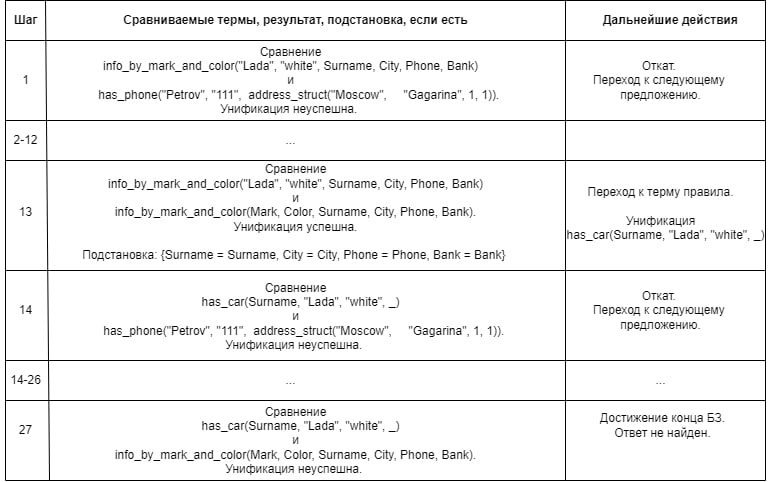 Шаг
Сравниваемые термы, результат, подстановка, если есть
Дальнейшие действия
1
Сравнение
info_by_mark_and_color("Lada", "white", Surname, City, Phone, Bank)
и
has_phone("Petrov", "111", address_struct("Moscow", "Gagarina", 1, 1)).
Унификация неуспешна.
Откат.
Переход к следующему
предложению.
2-12
...
13
Сравнение
info_by_mark_and_color("Lada", "white", Surname, City, Phone, Bank)
и
info_by_mark_and_color(Mark, Color, Surname, City, Phone, Bank).
Унификация успешна.
Подстановка: {Surname = Surname, City = City, Phone = Phone, Bank = Bank}
Переход к терму правила.
Унификация
has_car(Surname, "Lada", "white", _)
14
Сравнение
has_car(Surname, "Lada", "white", _)
и
has_phone("Petrov", "111", address_struct("Moscow", "Gagarina", 1, 1)).
Унификация неуспешна.
Откат.
Переход к следующему
предложению.
14-26
...
...
27
Сравнение
has_car(Surname, "Lada", "white", _)
и
info_by_mark_and_color(Mark, Color, Surname, City, Phone, Bank).
Унификация неуспешна.
Достижение конца БЗ.
Ответ не найден.